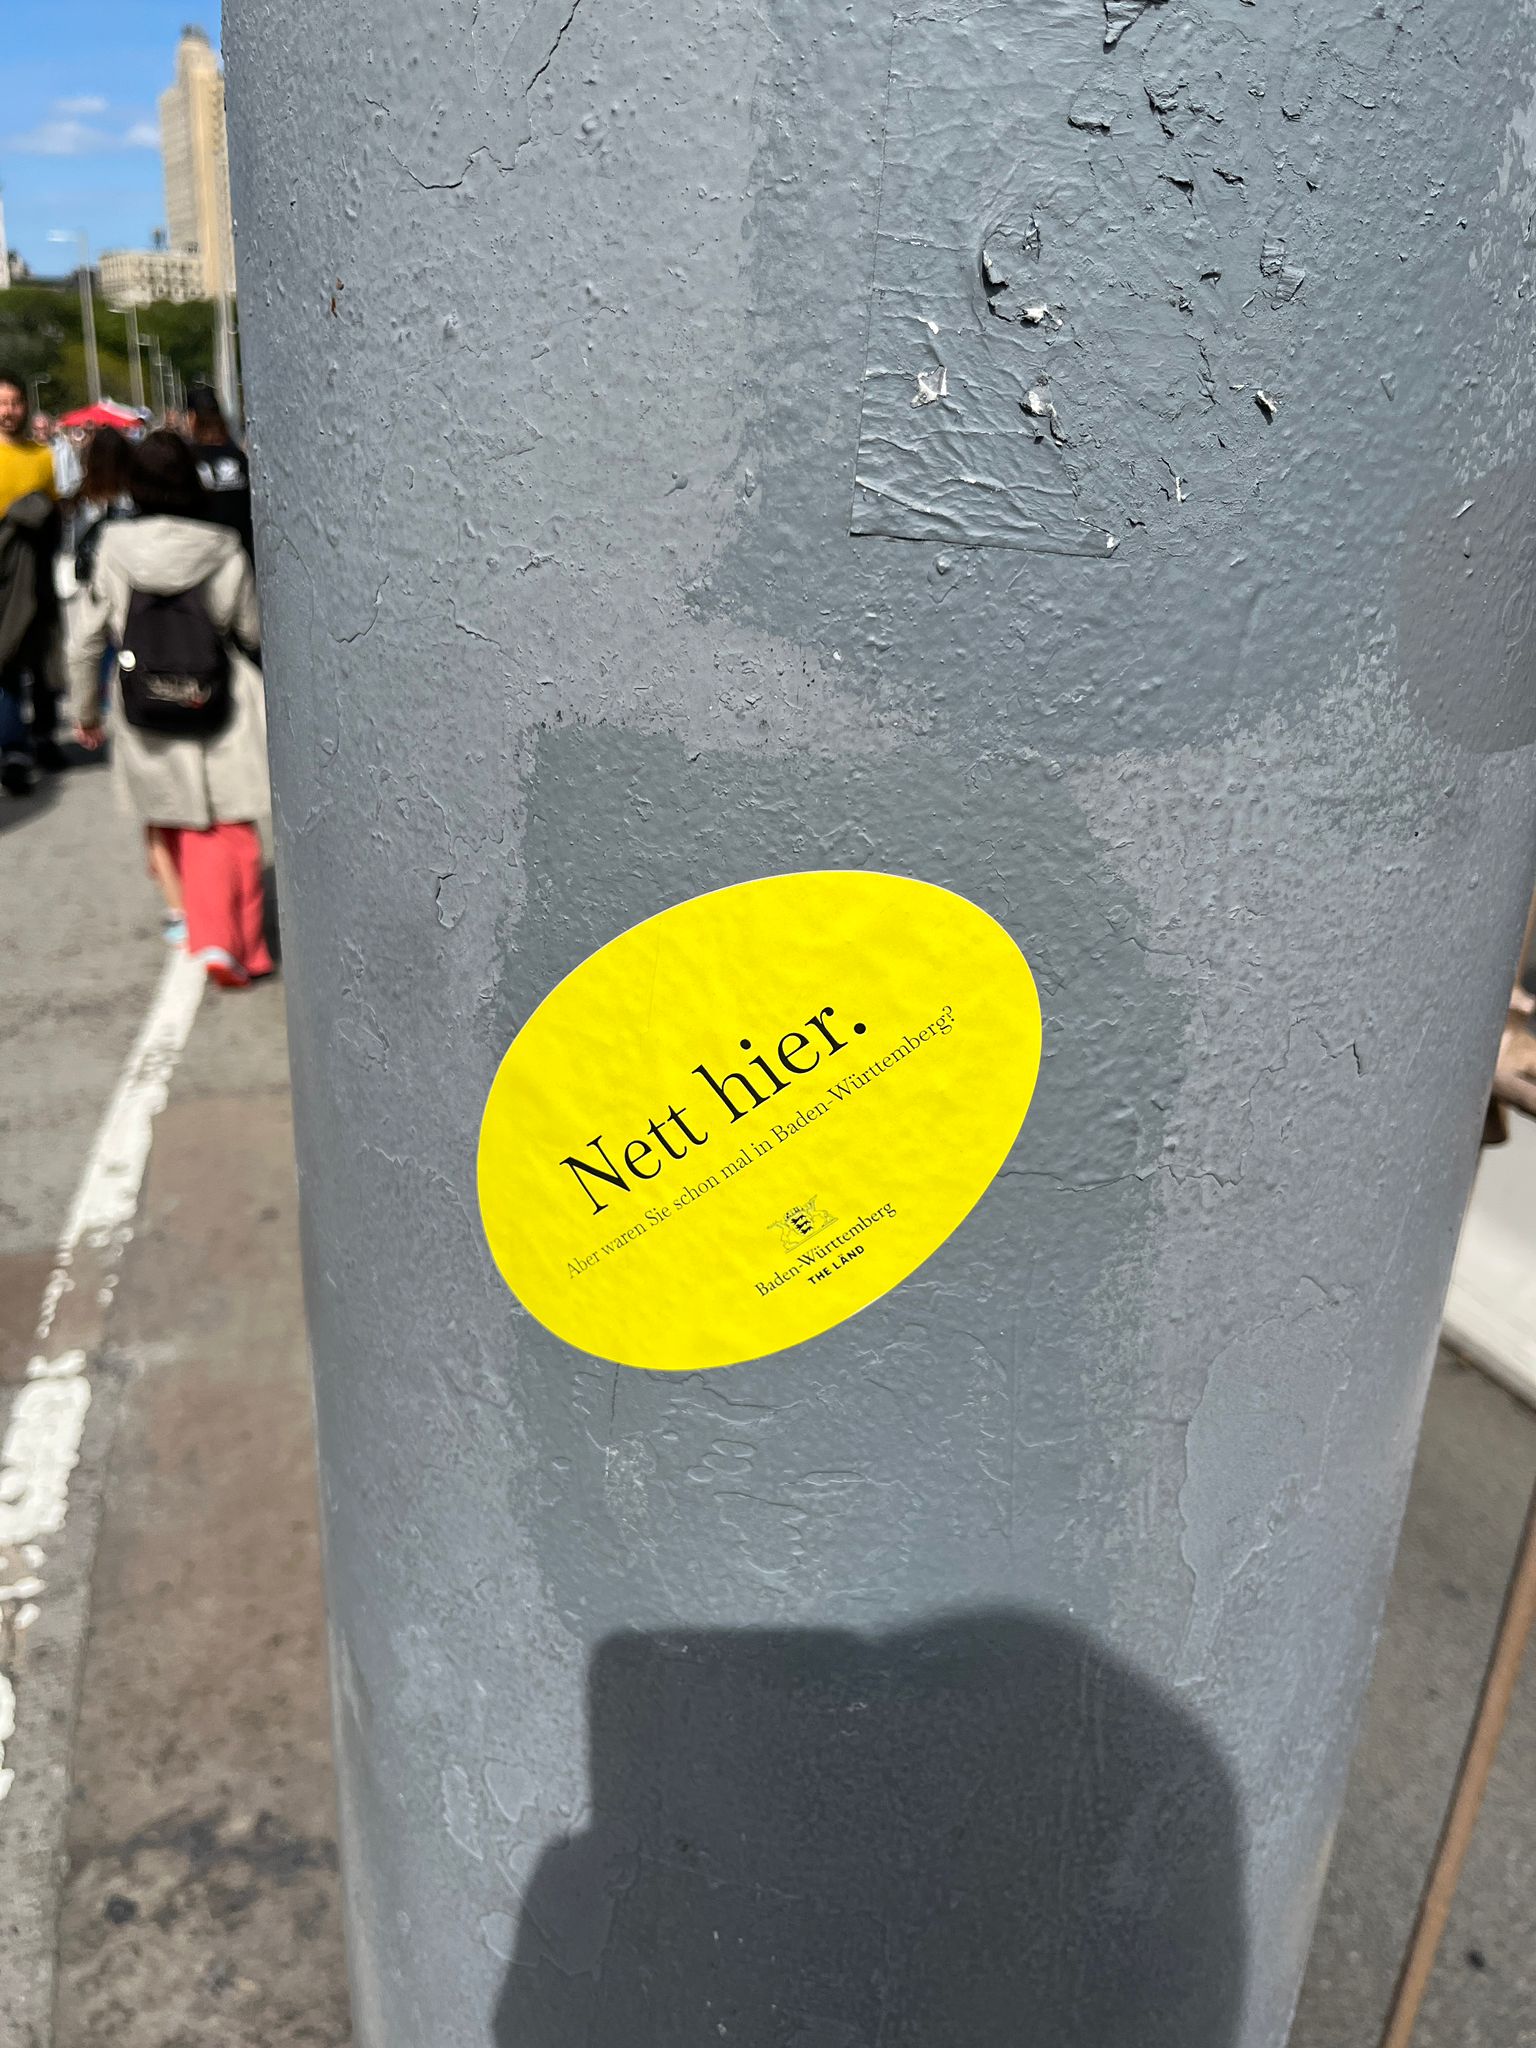 Nett hier.
Aber waren Sie schon mal in Baden-Württemberg?
Baden-Württemberg
THE LÄND